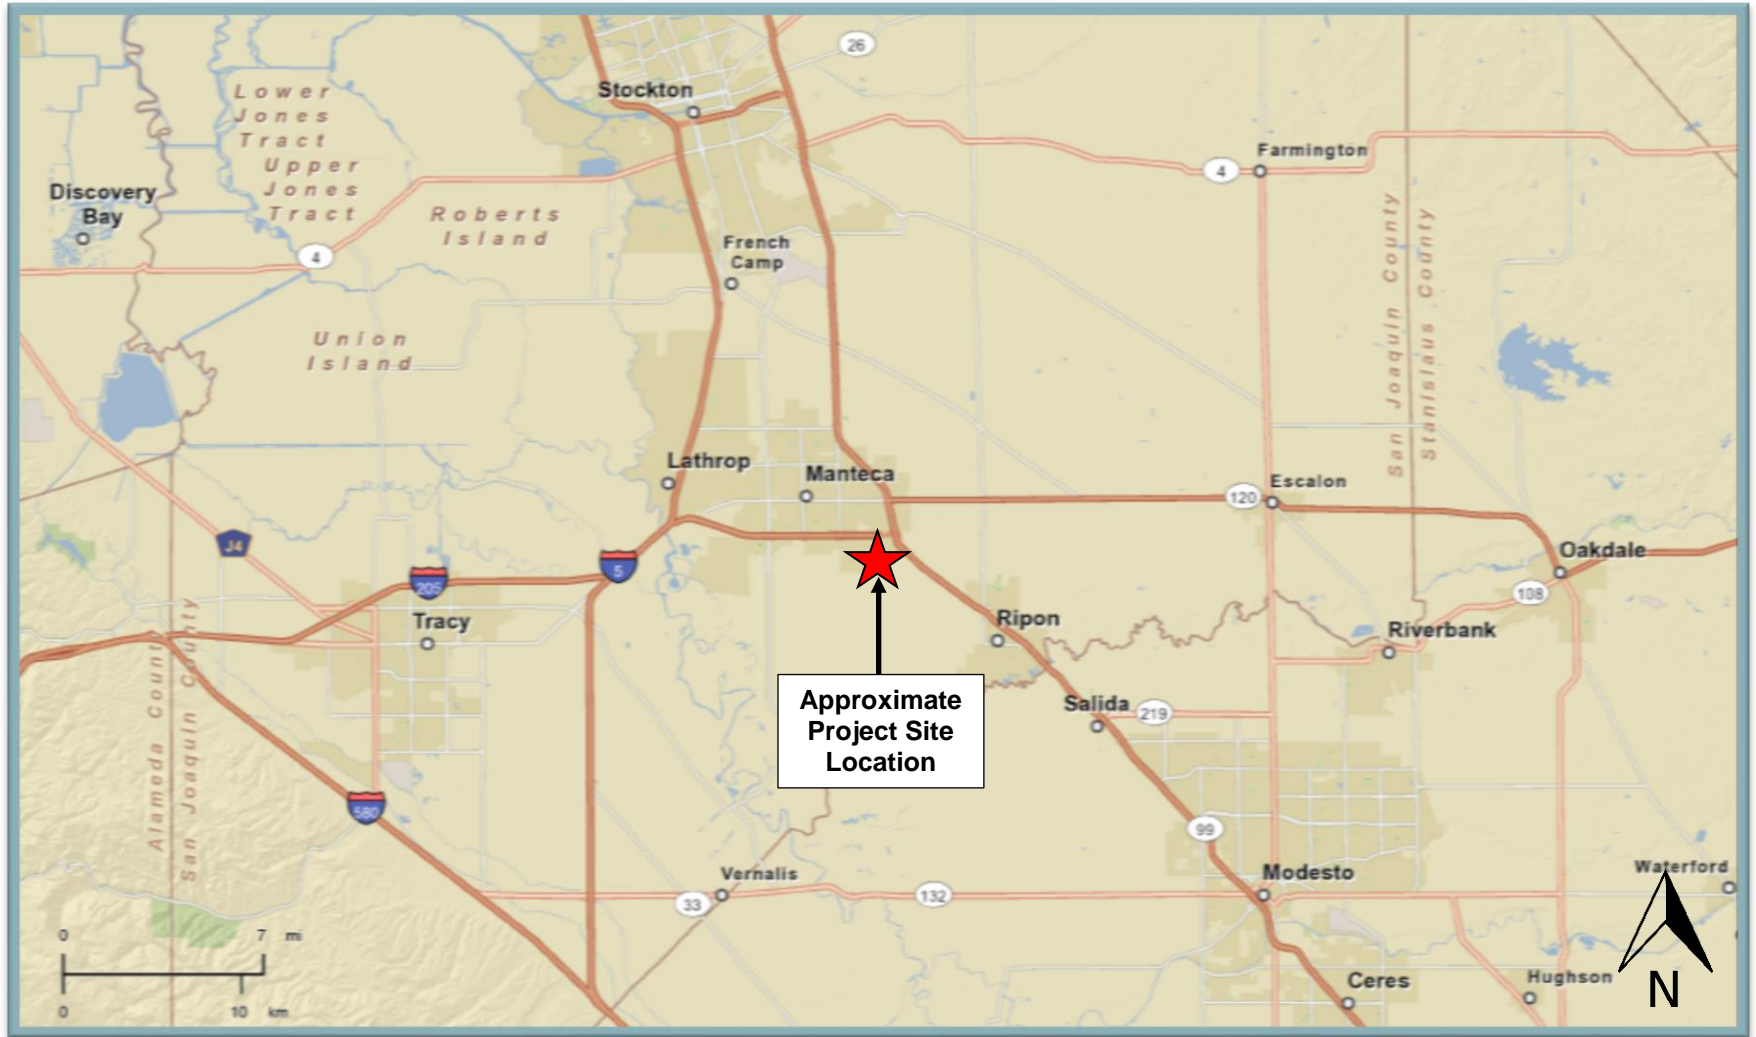 26
Stockton
Lower
Jones
Tract
Upper
Jones
Tract
Farmington
4
Discovery
Bay
Roberts
Island
French
Camp
4
San Joaquin County
Stanislaus County
Union
Island
Lathrop
Manteca
Escalon
120
J4
Oakdale
5
205
108
Tracy
Ripon
Riverbank
Approximate
Project Site
Location
Salida
219
Alameda County
San Joaquin County
580
99
Vernalis
Modesto
Waterford
33
132
0 7 mi
Ceres
Hughson
N
0 10 km